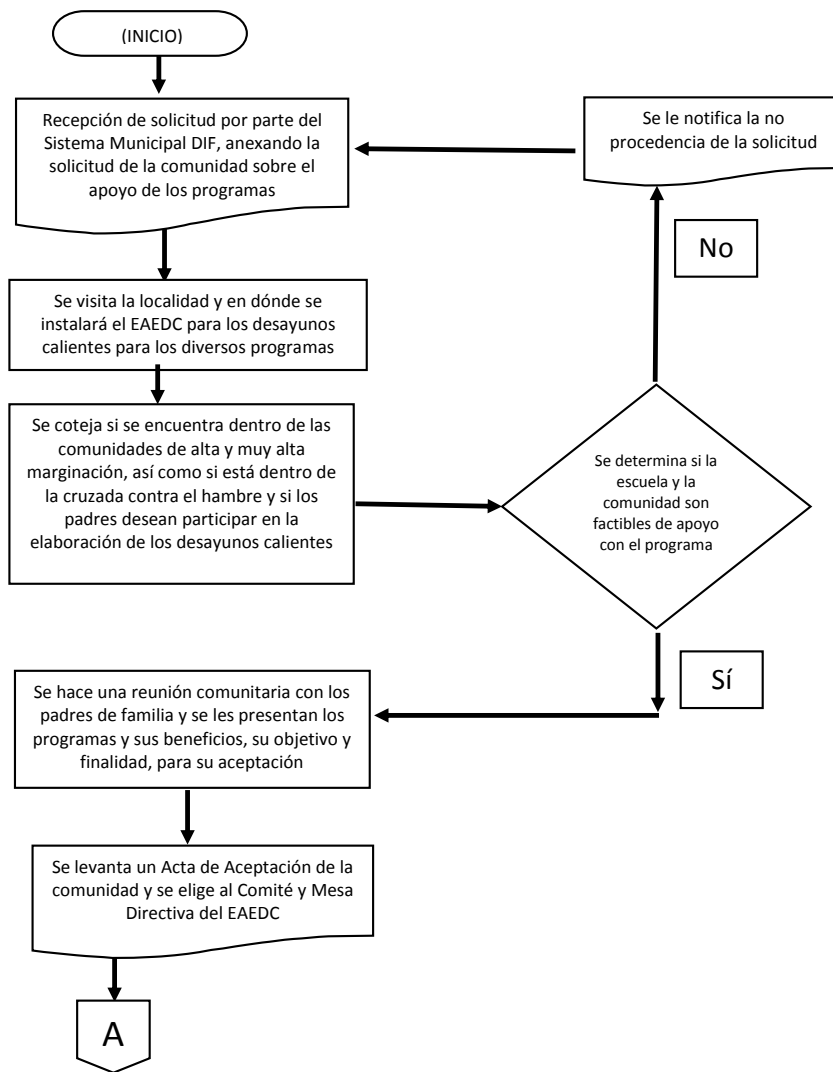 (INICIO)
Recepción de solicitud por parte del
Sistema Municipal DIF, anexando la
solicitud de la comunidad sobre el
apoyo de los programas
Se le notifica la no
procedencia de la solicitud
No
Se visita la localidad y en dónde se
instalará el EAEDC para los desayunos
calientes para los diversos programas
Se coteja si se encuentra dentro de las
comunidades de alta y muy alta
marginación, así como si está dentro de
la cruzada contra el hambre y si los
padres desean participar en la
elaboración de los desayunos calientes
Se determina si la
escuela y la
comunidad son
factibles de apoyo
con el programa
Sí
Se hace una reunión comunitaria con los
padres de familia y se les presentan los
programas y sus beneficios, su objetivo y
finalidad, para su aceptación
Se levanta un Acta de Aceptación de la
comunidad y se elige al Comité y Mesa
Directiva del EAEDC
A